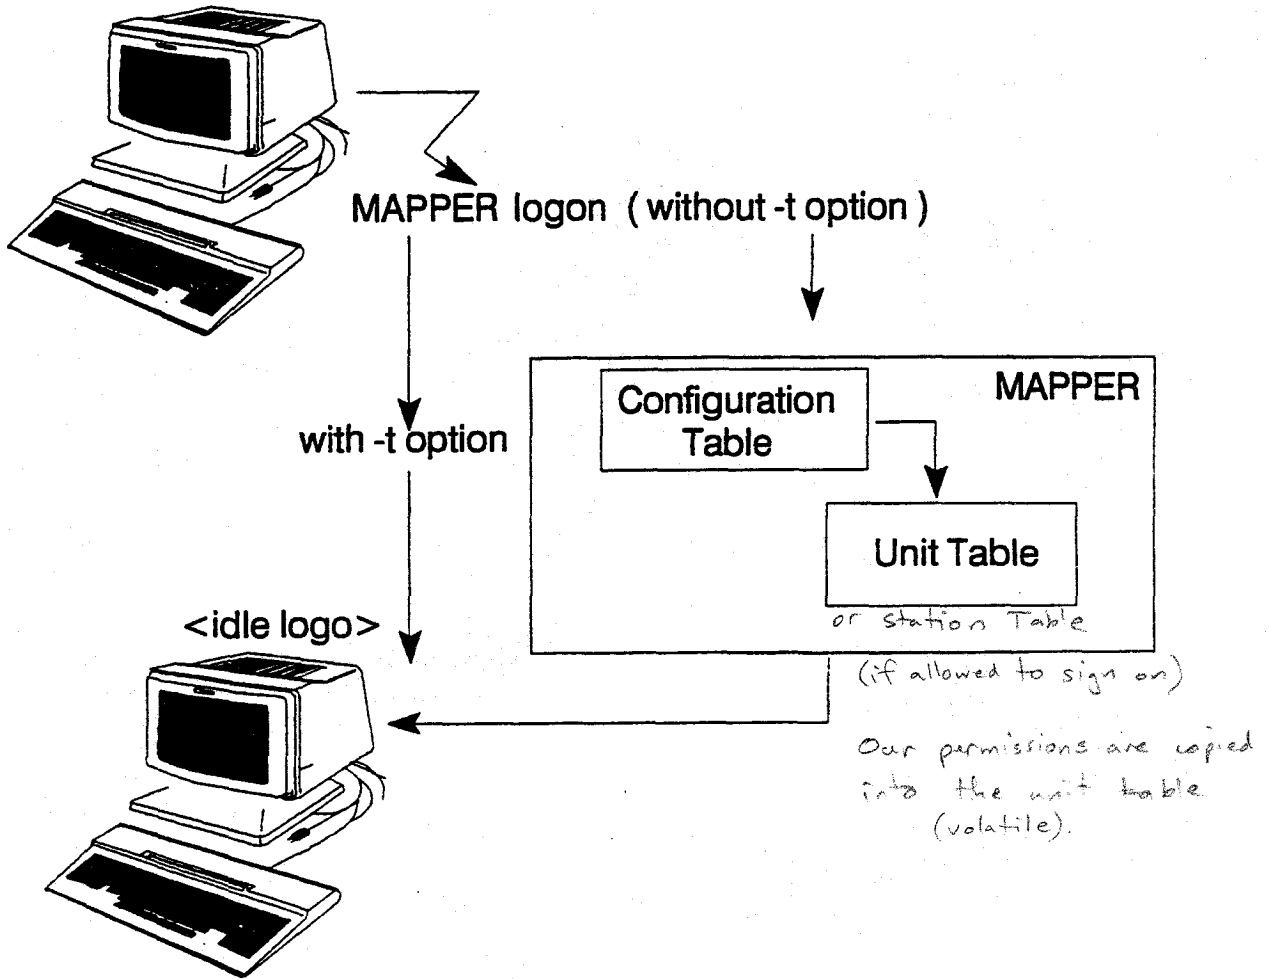 MAPPER logon ( without -t option )
MAPPER
Configuration
Table
with -t option
Unit Table
or station Table
<idle logo>
(if allowed to sign on)
Our permissions are copied
into the unit table
(volatile).